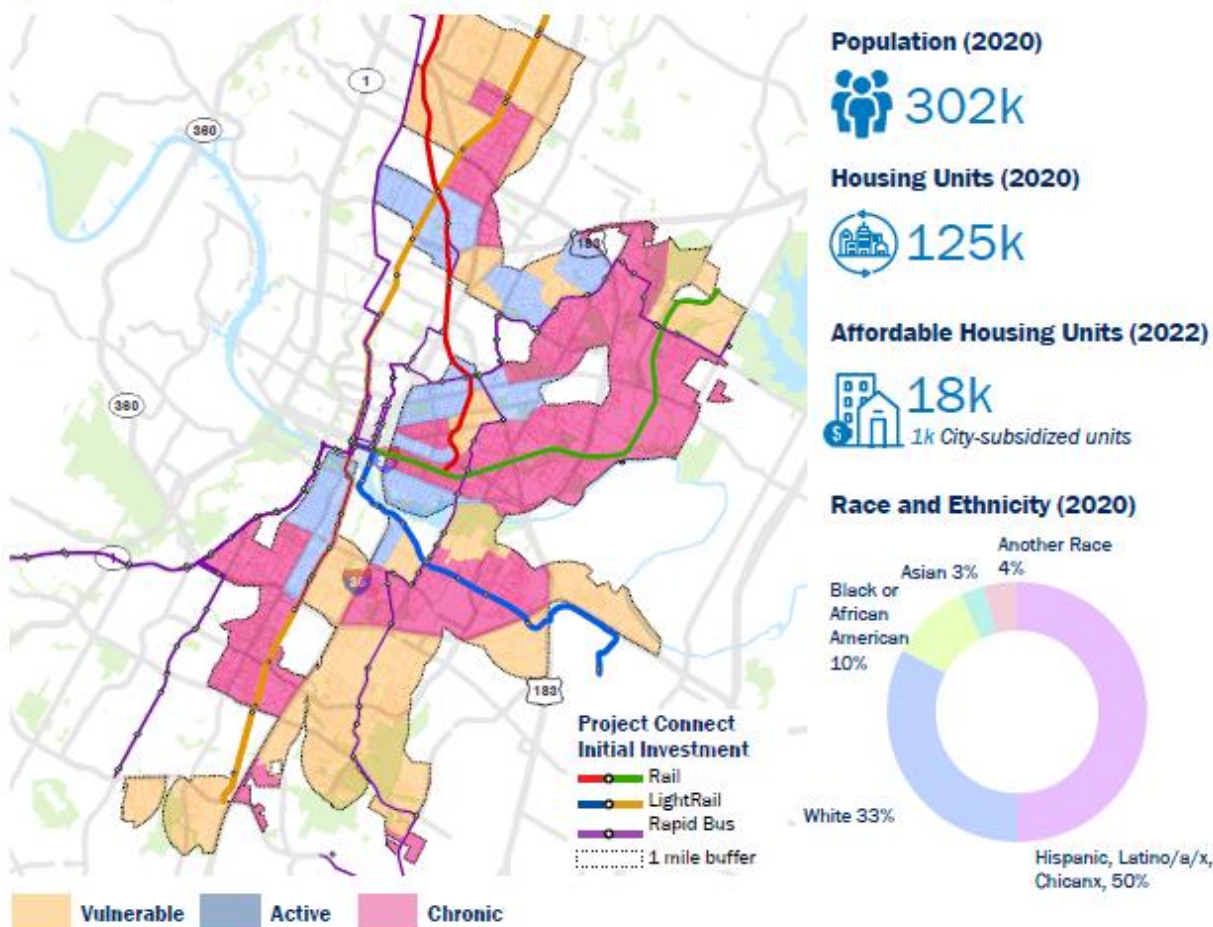 1
360
183
360
35
183
Project Connect
Initial Investment
Rail
LightRail
Rapid Bus
1 mile buffer
Vulnerable
Active
Chronic
Population (2020)
302k
Housing Units (2020)
125k
Affordable Housing Units (2022)
$
18k
1k City-subsidized units
Race and Ethnicity (2020)
Another Race
4%
Asian 3%
Black or
African
American
10%
White 33%
Hispanic, Latino/a/x,
Chicanx, 50%